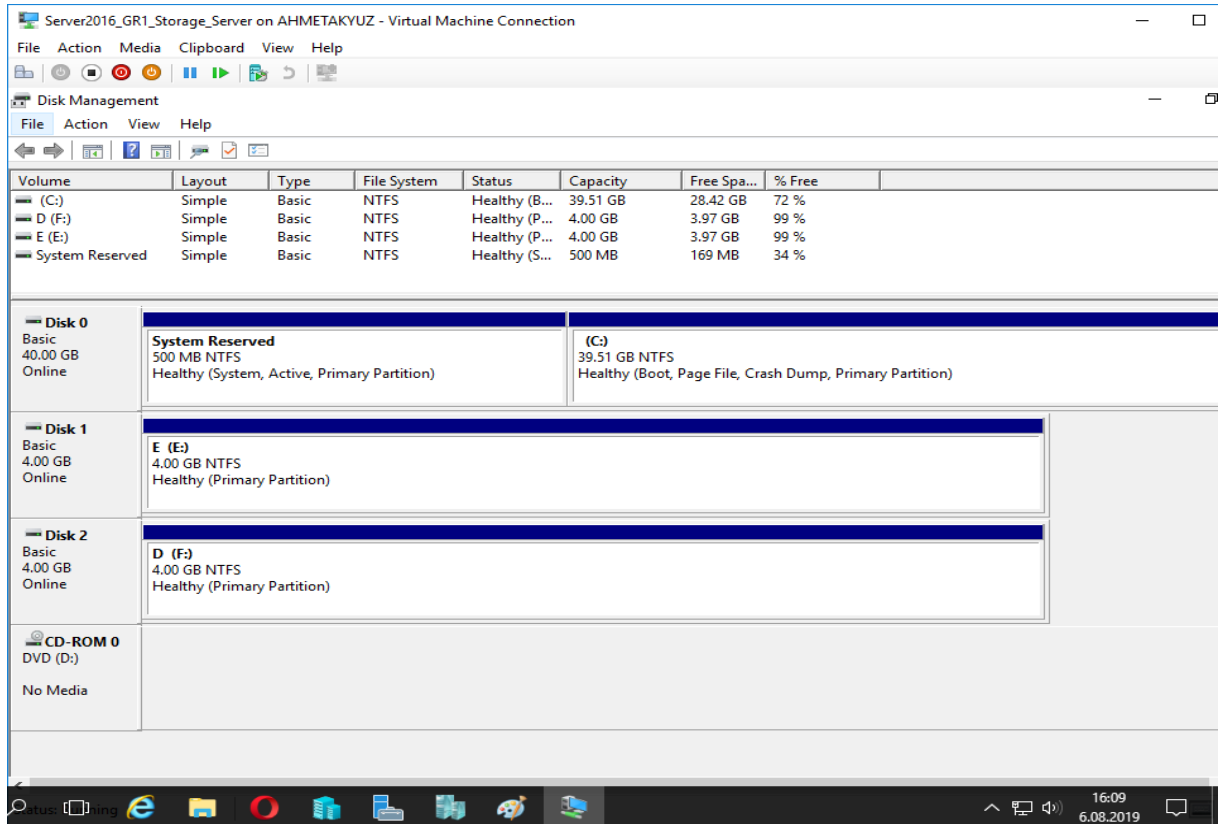 Server2016_GR1_Storage_Server on AHMETAKYUZ - Virtual Machine Connection
File Action Media Clipboard View Help
Disk Management
File Action View Help
Volume Layout Type File System Status Capacity Free Spa... % Free
(C:) Simple Basic NTFS Healthy (B... 39.51 GB 28.42 GB 72 %
D (F:) Simple Basic NTFS Healthy (P... 4.00 GB 3.97 GB 99 %
E (E:) Simple Basic NTFS Healthy (P... 4.00 GB 3.97 GB 99 %
System Reserved Simple Basic NTFS Healthy (S... 500 MB 169 MB 34 %
Disk 0
Basic
40.00 GB
Online
System Reserved
500 MB NTFS
Healthy (System, Active, Primary Partition)
(C:)
39.51 GB NTFS
Healthy (Boot, Page File, Crash Dump, Primary Partition)
Disk 1
Basic
4.00 GB
Online
E (E:)
4.00 GB NTFS
Healthy (Primary Partition)
Disk 2
Basic
4.00 GB
Online
D (F:)
4.00 GB NTFS
Healthy (Primary Partition)
CD-ROM 0
DVD (D:)
No Media
16:09
6.08.2019